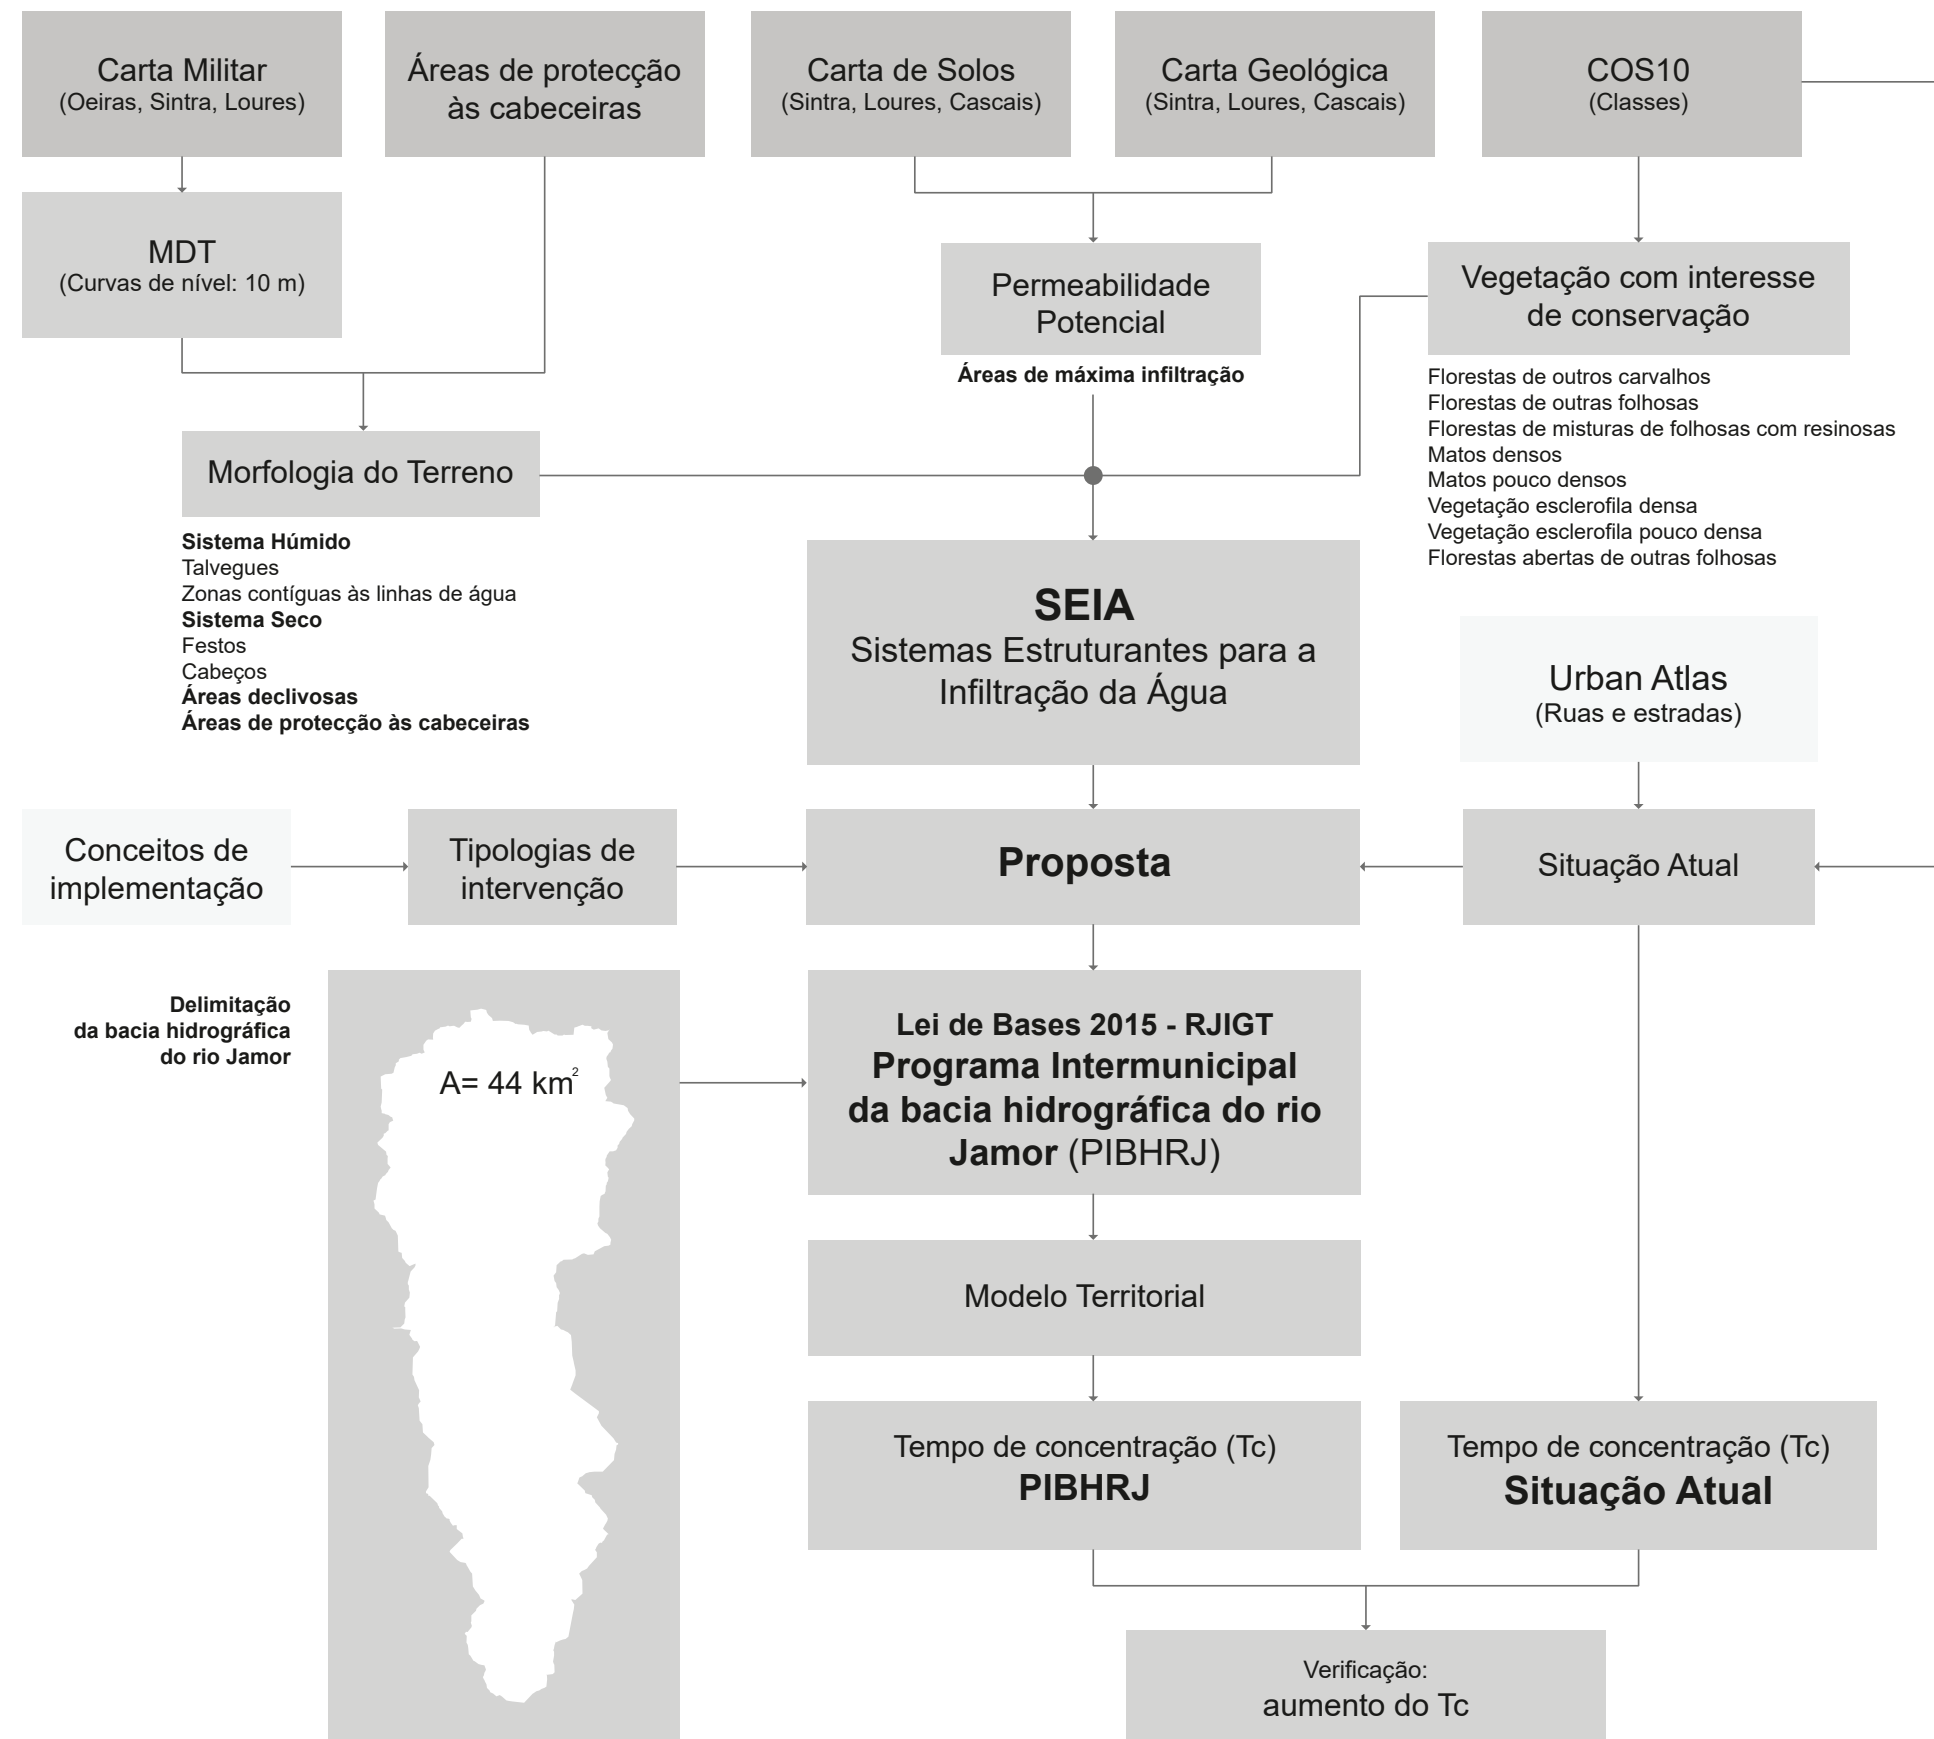 Carta Militar
(Oeiras, Sintra, Loures)
Áreas de protecção
às cabeceiras
Carta de Solos
(Sintra, Loures, Cascais)
Carta Geológica
(Sintra, Loures, Cascais)
COS10
(Classes)
MDT
(Curvas de nível: 10 m)
Permeabilidade
Potencial
Áreas de máxima infiltração
Vegetação com interesse
de conservação
Florestas de outros carvalhos
Florestas de outras folhosas
Florestas de misturas de folhosas com resinosas
Matos densos
Matos pouco densos
Vegetação esclerofila densa
Vegetação esclerofila pouco densa
Florestas abertas de outras folhosas
Morfologia do Terreno
Sistema Húmido
Talvegues
Zonas contíguas às linhas de água
Sistema Seco
Festos
Cabeços
Áreas declivosas
Áreas de protecção às cabeceiras
SEIA
Sistemas Estruturantes para a
Infiltração da Água
Urban Atlas
(Ruas e estradas)
Conceitos de
implementação
Tipologias de
intervenção
Proposta
Situação Atual
Delimitação
da bacia hidrográfica
do rio Jamor
A= 44 km²
Lei de Bases 2015 - RJIGT
Programa Intermunicipal
da bacia hidrográfica do rio
Jamor (PIBHRJ)
Modelo Territorial
Tempo de concentração (Tc)
PIBHRJ
Tempo de concentração (Tc)
Situação Atual
Verificação:
aumento do Tc